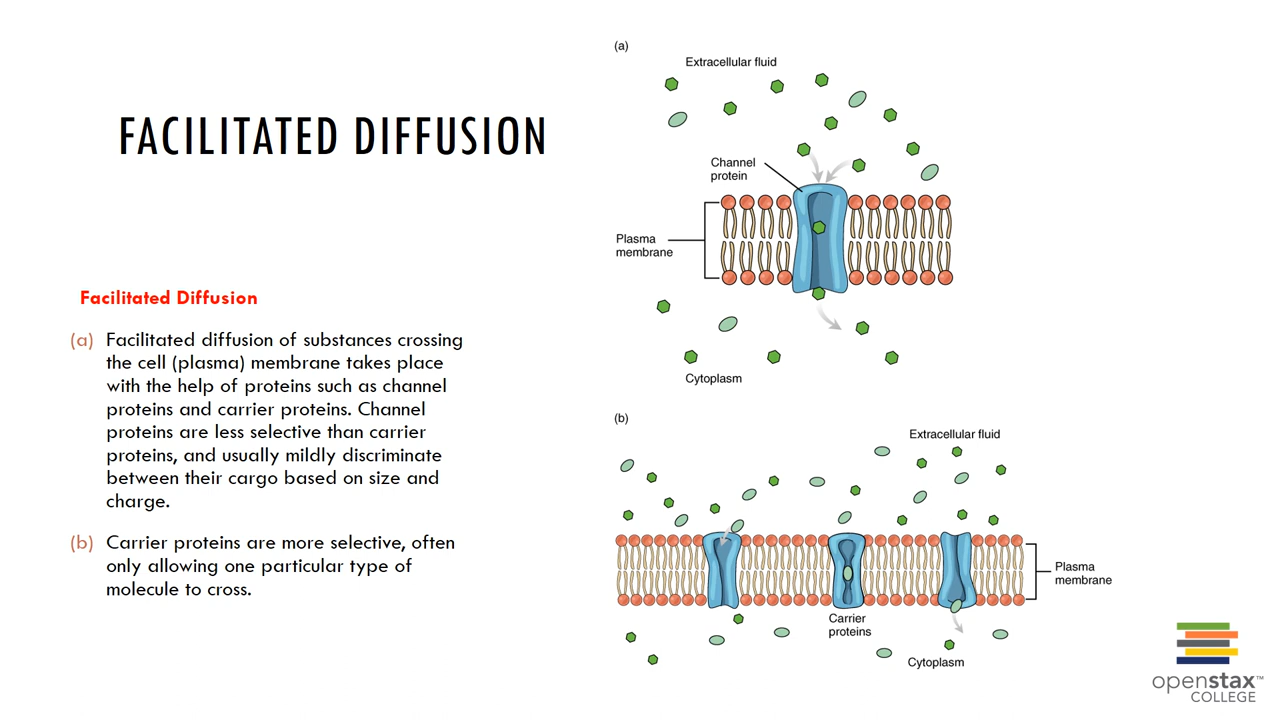 FACILITATED DIFFUSION
Facilitated Diffusion
(a) Facilitated diffusion of substances crossing
the cell (plasma) membrane takes place
with the help of proteins such as channel
proteins and carrier proteins. Channel
proteins are less selective than carrier
proteins, and usually mildly discriminate
between their cargo based on size and
charge.
(b) Carrier proteins are more selective, often
only allowing one particular type of
molecule to cross.
(a)
Extracellular fluid
Channel
protein
Plasma
membrane
Cytoplasm
(b)
Extracellular fluid
Plasma
membrane
Carrier
proteins
Cytoplasm
openstax™
COLLEGE